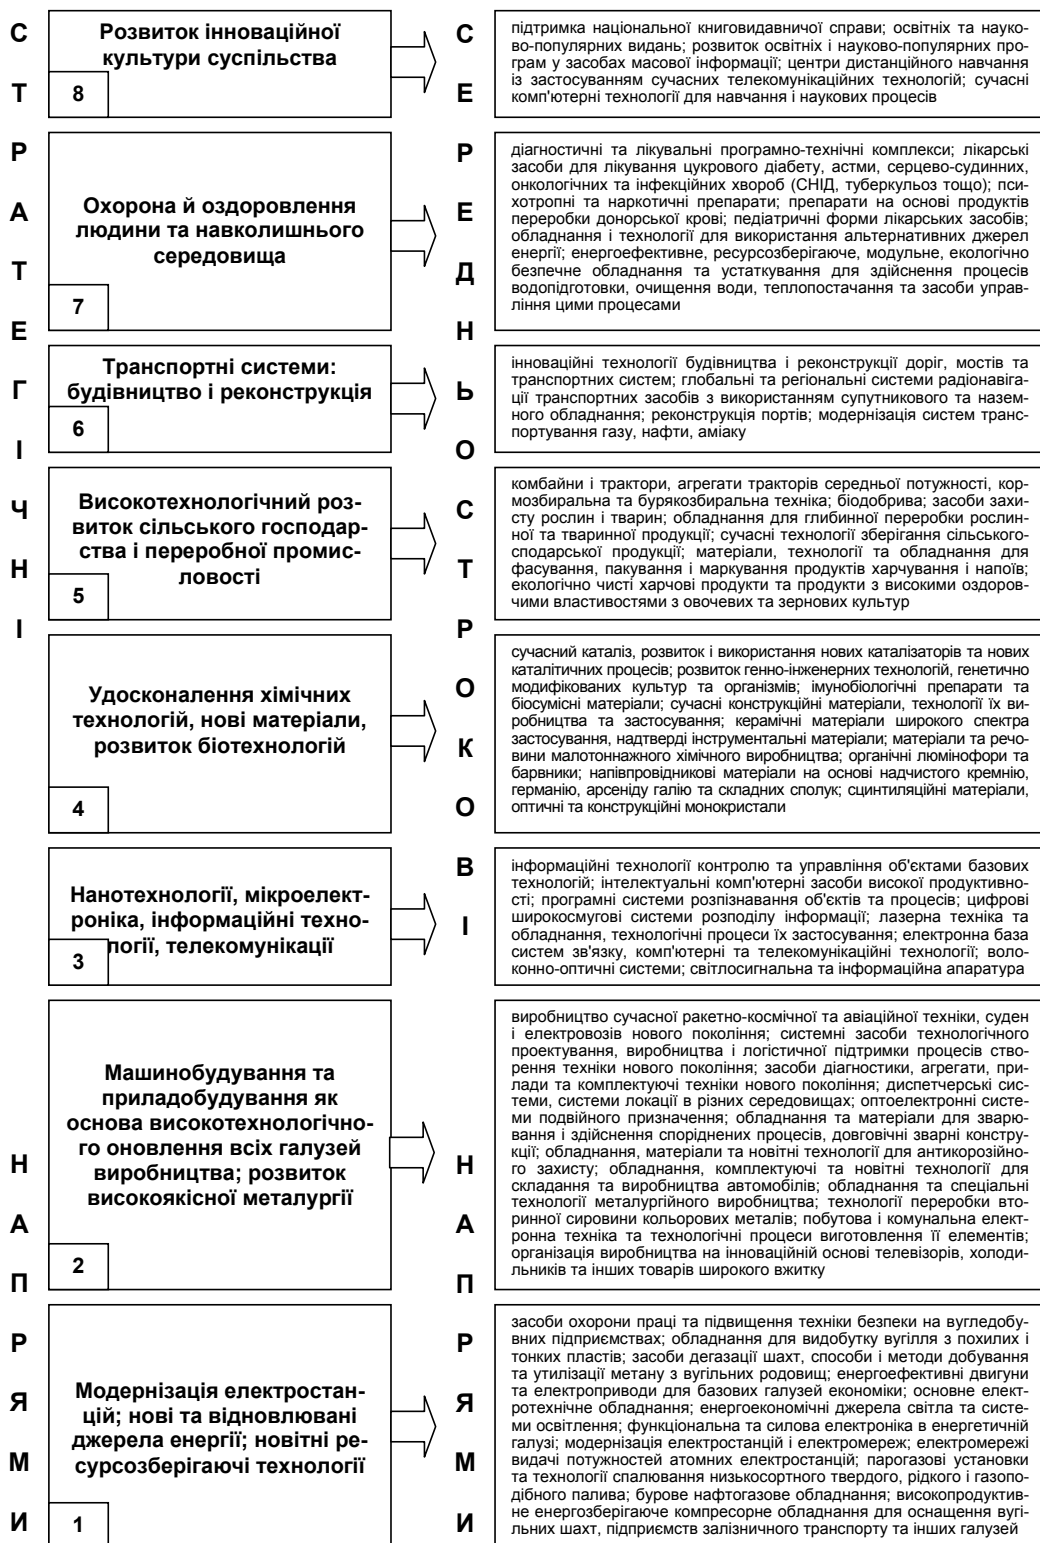 СТРАТЕГІЧНІ НАПРЯМИ
СЕРЕДНЬОСТРОКОВІ НАПРЯМИ
Розвиток інноваційної
культури суспільства
8
підтримка національної книговидавничої справи; освітніх та науко-
во-популярних видань; розвиток освітніх і науково-популярних про-
грам у засобах масової інформації; центри дистанційного навчання
із застосуванням сучасних телекомунікаційних технологій; сучасні
комп'ютерні технології для навчання і наукових процесів
Охорона й оздоровлення
людини та навколишнього
середовища
7
діагностичні та лікувальні програмно-технічні комплекси; лікарські
засоби для лікування цукрового діабету, астми, серцево-судинних,
онкологічних та інфекційних хвороб (СНІД, туберкульоз тощо); пси-
хотропні та наркотичні препарати; препарати на основі продуктів
переробки донорської крові; педіатричні форми лікарських засобів;
обладнання і технології для використання альтернативних джерел
енергії; енергоефективне, ресурсозберігаюче, модульне, екологічно
безпечне обладнання та устаткування для здійснення процесів
водопідготовки, очищення води, теплопостачання та засоби управ-
ління цими процесами
Транспортні системи:
будівництво і реконструкція
6
інноваційні технології будівництва і реконструкції доріг, мостів та
транспортних систем; глобальні та регіональні системи радіонавіга-
ції транспортних засобів з використанням супутникового та назем-
ного обладнання; реконструкція портів; модернізація систем транс-
портування газу, нафти, аміаку
Високотехнологічний роз-
виток сільського господар-
ства і переробної промис-
ловості
5
комбайни і трактори, агрегати тракторів середньої потужності, кор-
мозбиральна та бурякозбиральна техніка; біодобрива; засоби захи-
сту рослин і тварин; обладнання для глибинної переробки рослин-
ної та тваринної продукції; сучасні технології зберігання сільського-
сподарської продукції; матеріали, технології та обладнання для
фасування, пакування і маркування продуктів харчування і напоїв;
екологічно чисті харчові продукти та продукти з високими оздоров-
чими властивостями з овочевих та зернових культур
Удосконалення хімічних
технологій, нові матеріали,
розвиток біотехнологій
4
сучасний каталіз, розвиток і використання нових каталізаторів та нових
каталітичних процесів; розвиток генно-інженерних технологій, генетично
модифікованих культур та організмів; імунобіологічні препарати та
біосумісні матеріали; сучасні конструкційні матеріали, технології їх ви-
робництва та застосування; керамічні матеріали широкого спектра
застосування, надтверді інструментальні матеріали; матеріали та речо-
вини малотоннажного хімічного виробництва; органічні люмінофори та
барвники; напівпровідникові матеріали на основі надчистого кремнію,
германію, арсеніду галію та складних сполук; сцинтиляційні матеріали,
оптичні та конструкційні монокристали
Нанотехнології, мікроелект-
роніка, інформаційні техно-
логії, телекомунікації
3
інформаційні технології контролю та управління об'єктами базових
технологій; інтелектуальні комп'ютерні засоби високої продуктивно-
сті; програмні системи розпізнавання об'єктів та процесів; цифрові
широкосмугові системи розподілу інформації; лазерна техніка та
обладнання, технологічні процеси їх застосування; електронна база
систем зв'язку, комп'ютерні та телекомунікаційні технології; воло-
конно-оптичні системи; світлосигнальна та інформаційна апаратура
Машинобудування та
приладобудування як
основа високотехнологічно-
го оновлення всіх галузей
виробництва; розвиток
високоякісної металургії
2
виробництво сучасної ракетно-космічної та авіаційної техніки, суден
і електровозів нового покоління; системні засоби технологічного
проектування, виробництва і логістичної підтримки процесів ство-
рення техніки нового покоління; засоби діагностики, агрегати, при-
лади та комплектуючі техніки нового покоління; диспетчерські сис-
теми, системи локації в різних середовищах; оптоелектронні систе-
ми подвійного призначення; обладнання та матеріали для зварю-
вання і здійснення споріднених процесів, довговічні зварні констру-
кції; обладнання, матеріали та новітні технології для антикорозійно-
го захисту; обладнання, комплектуючі та новітні технології для
складання та виробництва автомобілів; обладнання та спеціальні
технології металургійного виробництва; технології переробки вто-
ринної сировини кольорових металів; побутова і комунальна елект-
ронна техніка та технологічні процеси виготовлення її елементів;
організація виробництва на інноваційній основі телевізорів, холоди-
льників та інших товарів широкого вжитку
Модернізація електростан-
цій; нові та відновлювані
джерела енергії; новітні ре-
сурсозберігаючі технології
1
засоби охорони праці та підвищення техніки безпеки на вугледобу-
вних підприємствах; обладнання для видобутку вугілля з похилих і
тонких пластів; засоби дегазації шахт, способи і методи добування
та утилізації метану з вугільних родовищ; енергоефективні двигуни
та електроприводи для базових галузей економіки; основне елект-
ротехнічне обладнання; енергоекономічні джерела світла та систе-
ми освітлення; функціональна та силова електроніка в енергетичній
галузі; модернізація електростанцій і електромереж; електромережі
видачі потужностей атомних електростанцій; парогазові установки
та технології спалювання низькосортного твердого, рідкого і газопо-
дібного палива; бурове нафтогазове обладнання; високопродуктив-
не енергозберігаюче компресорне обладнання для оснащення вугі-
льних шахт, підприємств залізничного транспорту та інших галузей